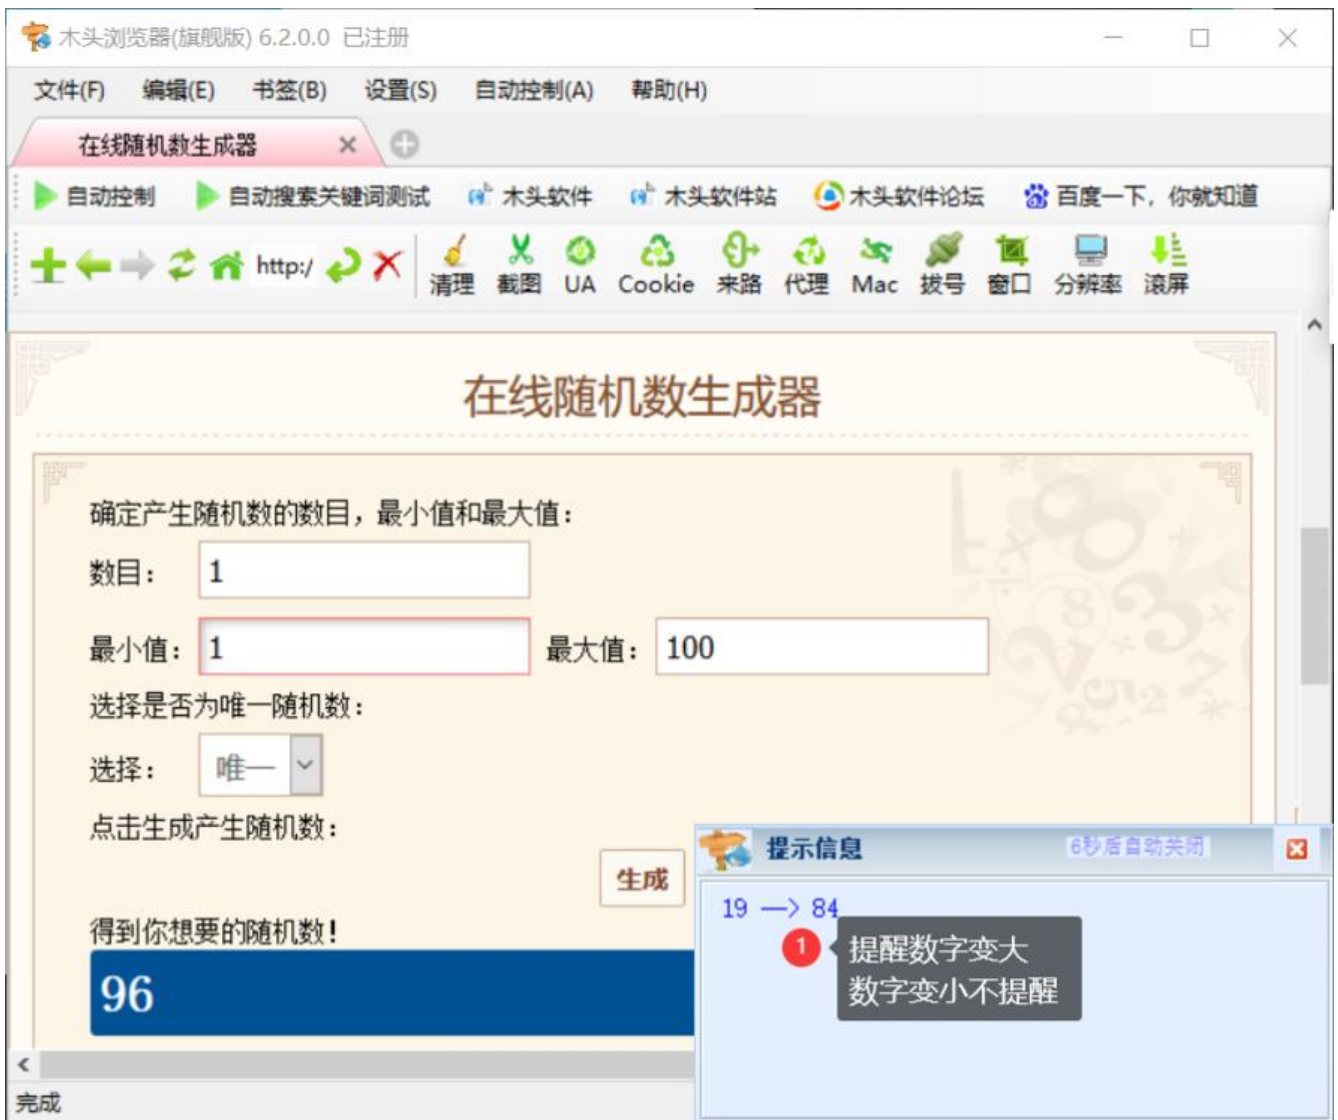 木头浏览器(旗舰版) 6.2.0.0 已注册
文件(F) 编辑(E) 书签(B) 设置(S) 自动控制(A) 帮助(H)
在线随机数生成器
自动控制 自动搜索关键词测试 木头软件 木头软件站 木头软件论坛 百度一下，你就知道
http:/ 清理 截图 UA Cookie 来路 代理 Mac 拨号 窗口 分辨率 滚屏
在线随机数生成器
确定产生随机数的数目，最小值和最大值：
数目： 1
最小值： 1 最大值： 100
选择是否为唯一随机数：
选择： 唯一
点击生成产生随机数：
生成
得到你想要的随机数！
96
提示信息 6秒后自动关闭
19 —> 84
1 提醒数字变大
数字变小不提醒
完成